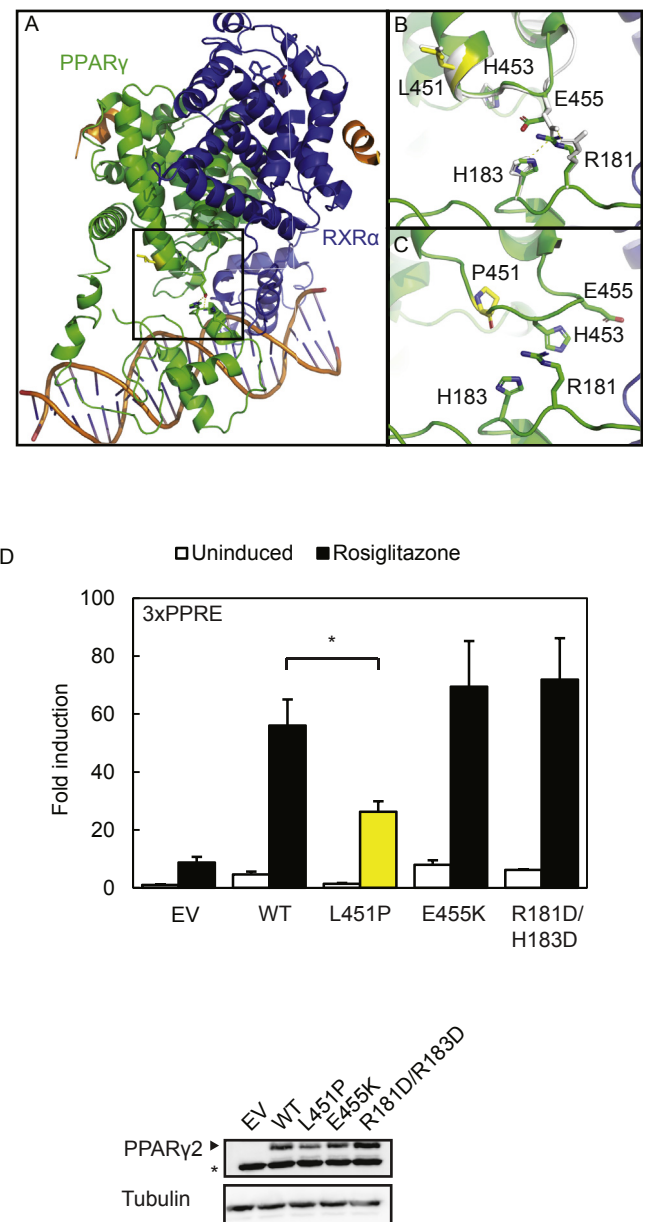 A
PPARγ
RXRα
B
L451
H453
E455
H183
R181
C
P451
E455
H453
H183
R181
D
Uninduced Rosiglitazone
3xPPRE
*
Fold induction
100
80
60
40
20
0
EV WT L451P E455K R181D/
H183D
EV WT L451P E455K R181D/R183D
PPARγ2
*
Tubulin